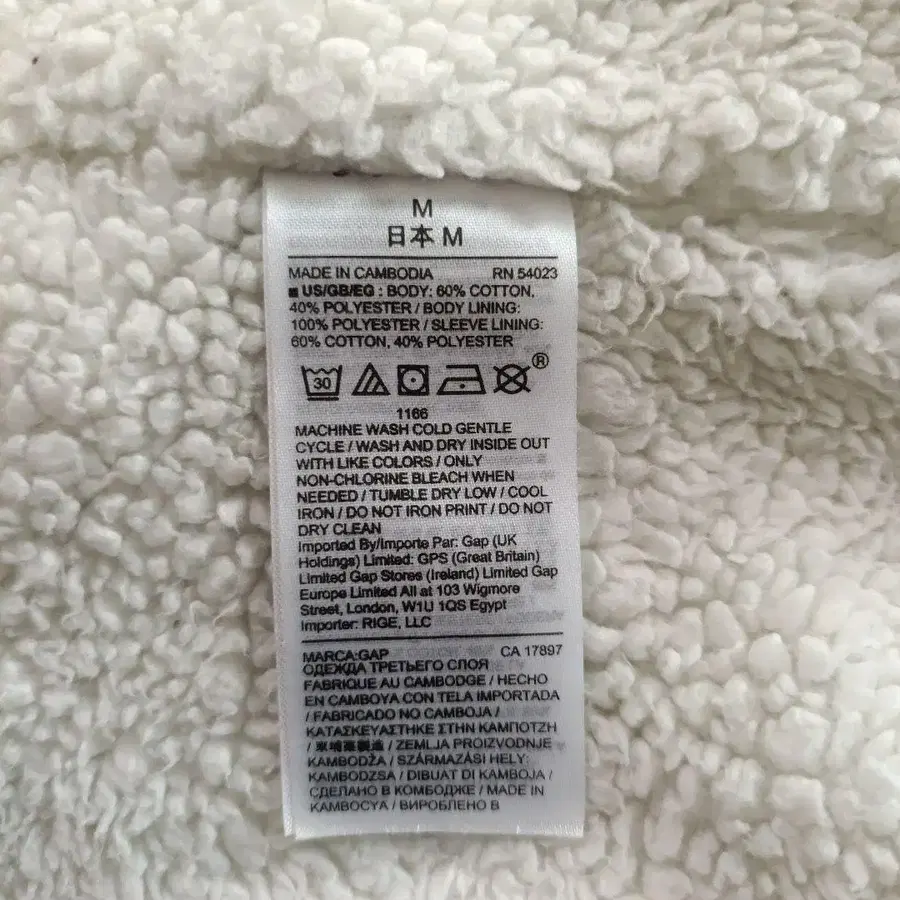 M
日本 M
MADE IN CAMBODIA RN 54023
■ US/GB/EG : BODY: 60% COTTON,
40% POLYESTER / BODY LINING:
100% POLYESTER / SLEEVE LINING:
60% COTTON, 40% POLYESTER
30 ®
1166
MACHINE WASH COLD GENTLE
CYCLE / WASH AND DRY INSIDE OUT
WITH LIKE COLORS / ONLY
NON-CHLORINE BLEACH WHEN
NEEDED / TUMBLE DRY LOW / COOL
IRON / DO NOT IRON PRINT / DO NOT
DRY CLEAN
Imported By/Importe Par: Gap (UK
Holdings) Limited: GPS (Great Britain)
Limited Gap Stores (Ireland) Limited Gap
Europe Limited All at 103 Wigmore
Street, London, W1U 1QS Egypt
Importer: RIGE, LLC
MARCA:GAP CA 17897
ОДЕЖДА ТРЕТЬЕГО СЛОЯ
FABRIQUE AU CAMBODGE / HECHO
EN CAMBOYA CON TELA IMPORTADA
/ FABRICADO NO CAMBOJA /
ΚΑΤΑΣΚΕΥΑΣΤΗΚΕ ΣΤΗΝ ΚΑΜΠΟΤΖΗ
/ 柬埔寨製造 / ZEMLJA PROIZVODNJE
KAMBODŽA / SZÁRMAZÁSI HELY:
KAMBODZSA / DIBUAT DI KAMBOJA /
СДЕЛАНО В КОМБОДЖЕ / MADE IN
KAMBOCYA / ВИРОБЛЕНО В